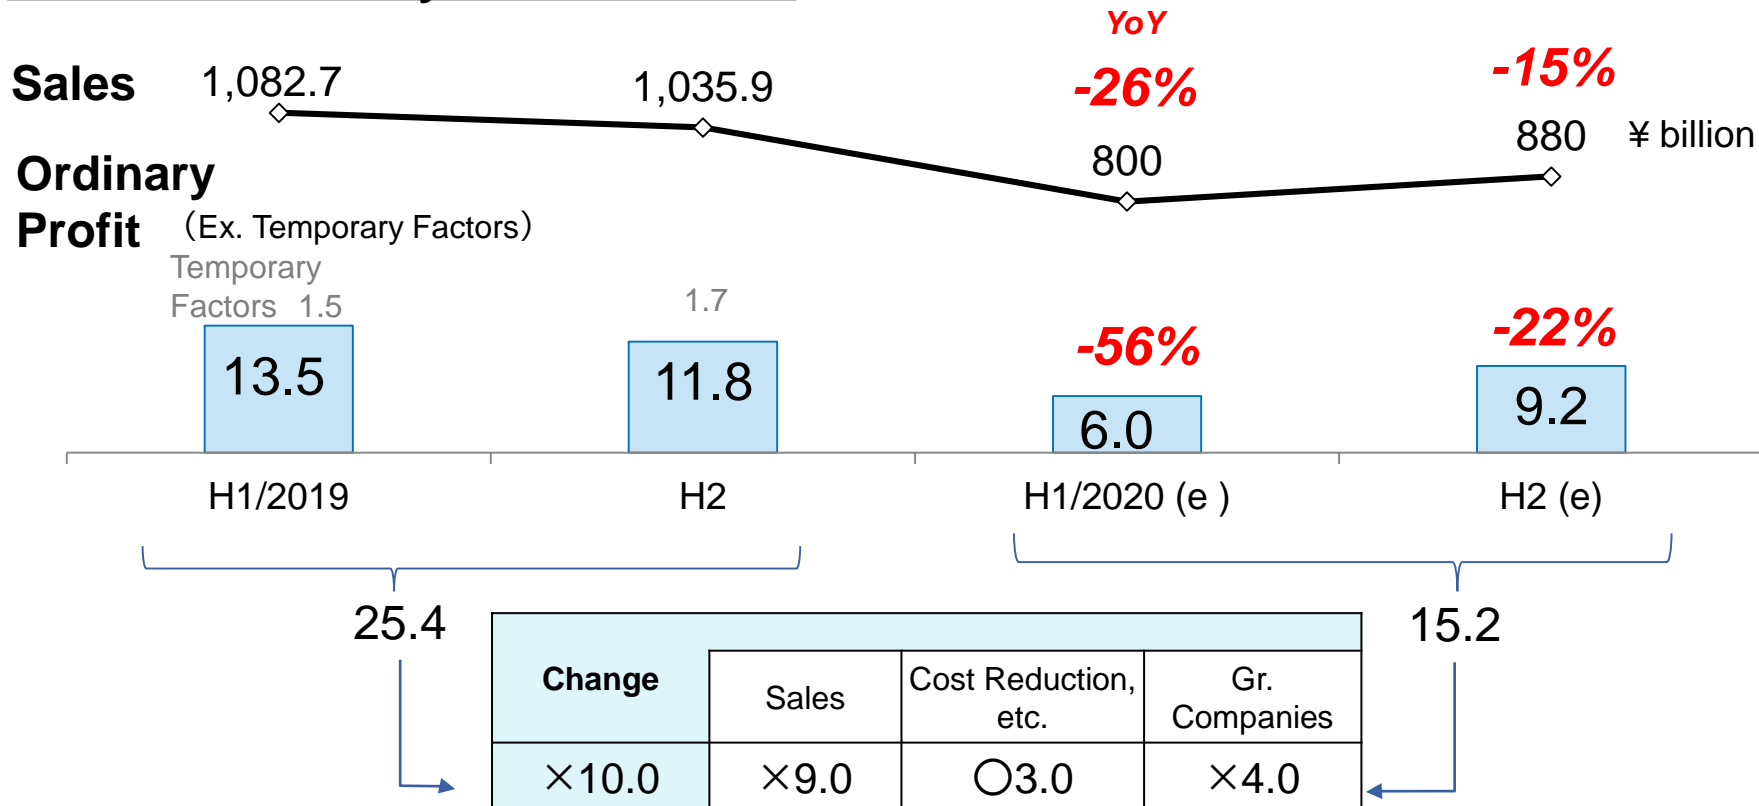 YoY
Sales 1,082.7 1,035.9 -26% -15%
800 880 ¥ billion
Ordinary
Profit （Ex. Temporary Factors）
Temporary
Factors 1.5 1.7
-56% -22%
13.5 11.8 6.0 9.2
H1/2019 H2 H1/2020 (e ) H2 (e)
25.4 15.2
Change Sales Cost Reduction, etc. Gr. Companies
×10.0 ×9.0 〇3.0 ×4.0